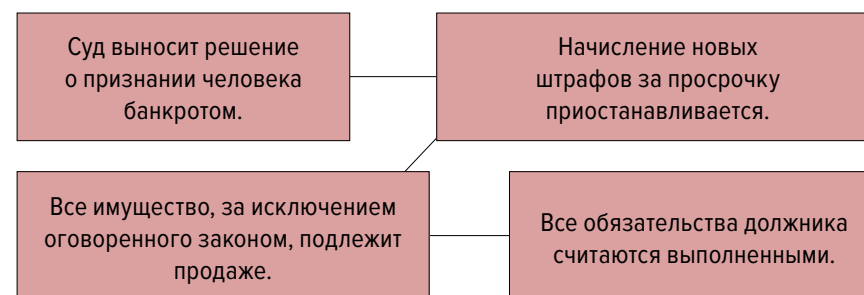 Суд выносит решение
о признании человека
банкротом.
Начисление новых
штрафов за просрочку
приостанавливается.
Все имущество, за исключением
оговоренного законом, подлежит
продаже.
Все обязательства должника
считаются выполненными.